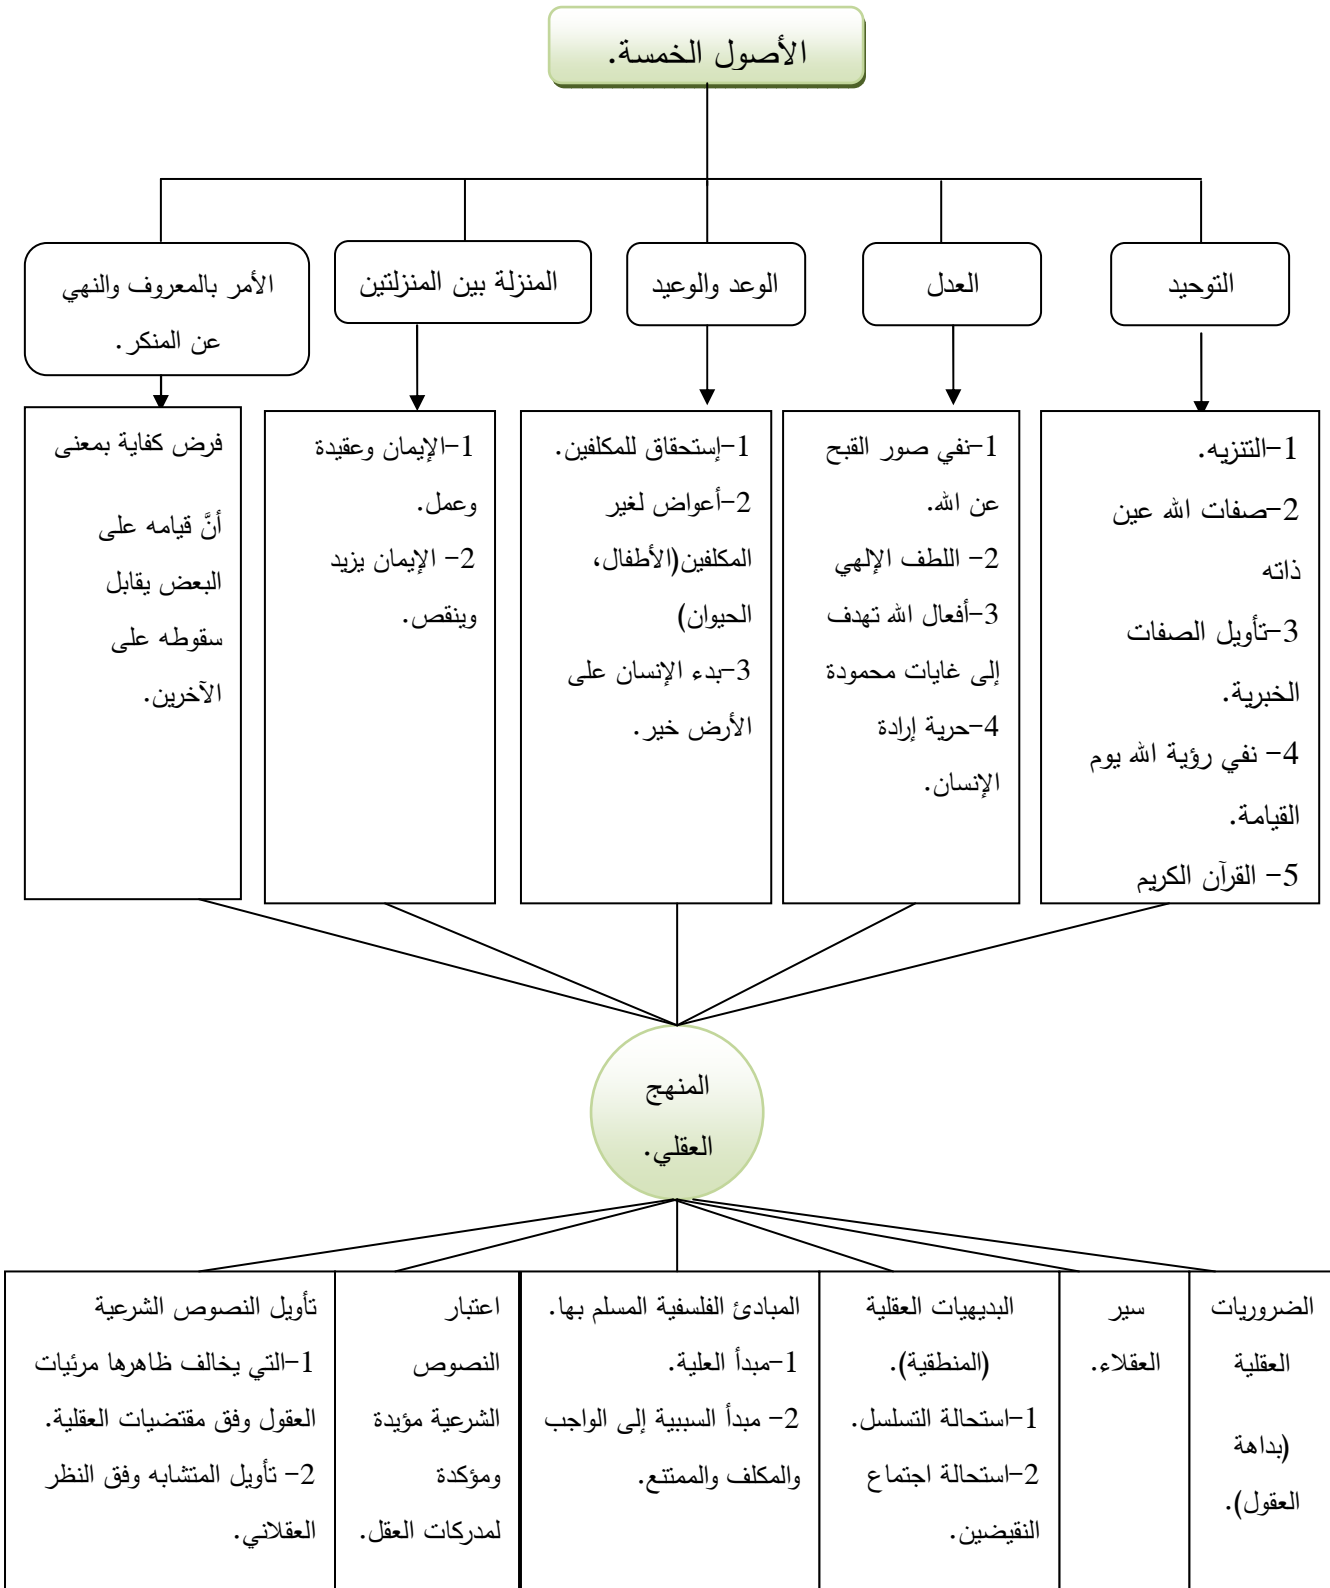 الأصول الخمسة.
التوحيد
العدل
الوعد والوعيد
المنزلة بين المنزلتين
الأمر بالمعروف والنهي
عن المنكر.
1-التنزيه.
2-صفات الله عين
ذاته
3-تأويل الصفات
الخبرية.
4- نفي رؤية الله يوم
القيامة.
5- القرآن الكريم
1-نفي صور القبح
عن الله.
2- اللطف الإلهي
3-أفعال الله تهدف
إلى غايات محمودة
4-حرية إرادة
الإنسان.
1-إستحقاق للمكلفين.
2-أعواض لغير
المكلفين(الأطفال،
الحيوان)
3-بدء الإنسان على
الأرض خير.
1-الإيمان وعقيدة
وعمل.
2- الإيمان يزيد
وينقص.
فرض كفاية بمعنى
أنَّ قيامه على
البعض يقابل
سقوطه على
الآخرين.
المنهج
العقلي.
الضروريات
العقلية
(بداهة
العقول).
سير
العقلاء.
البديهيات العقلية
(المنطقية).
1-استحالة التسلسل.
2-استحالة اجتماع
النقيضين.
المبادئ الفلسفية المسلم بها.
1-مبدأ العلية.
2- مبدأ السببية إلى الواجب
والمكلف والممتنع.
اعتبار
النصوص
الشرعية مؤيدة
ومؤكدة
لمدركات العقل.
تأويل النصوص الشرعية
1-التي يخالف ظاهرها مرئيات
العقول وفق مقتضيات العقلية.
2- تأويل المتشابه وفق النظر
العقلاني.